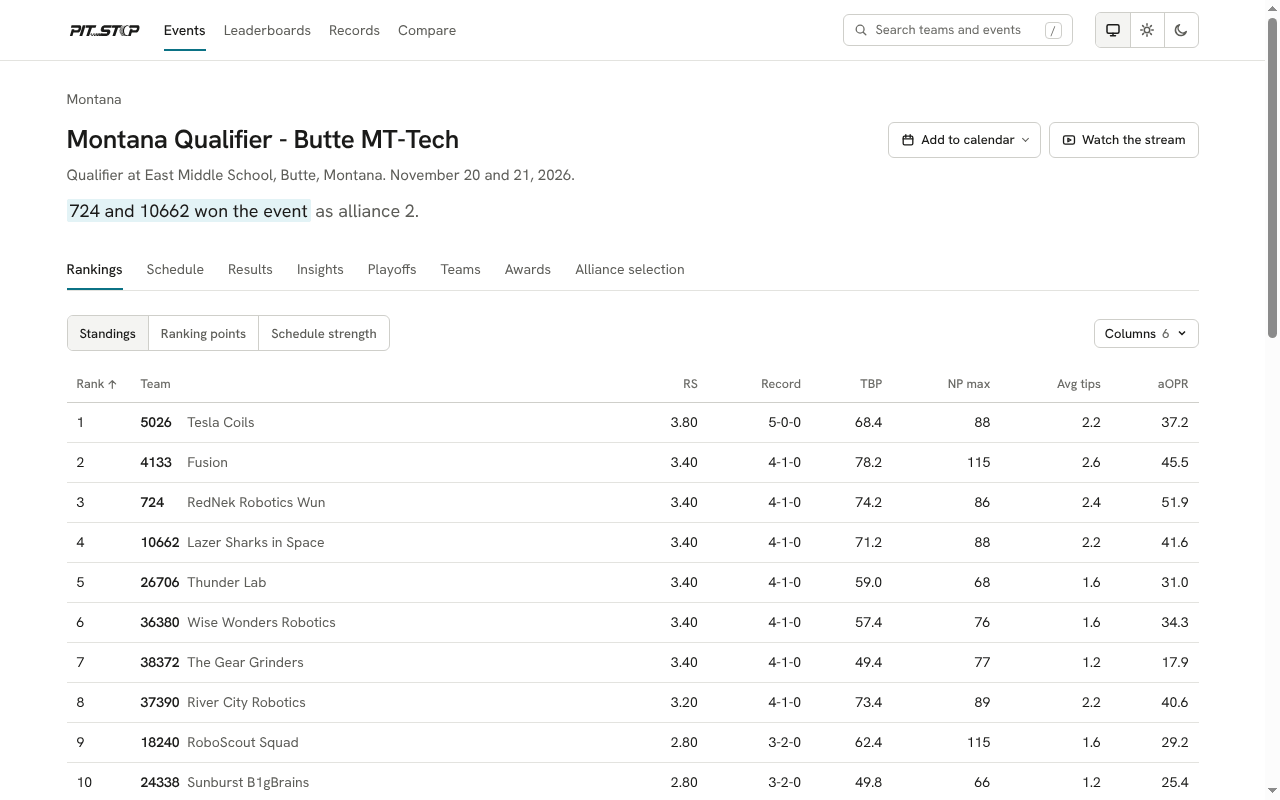 PIT STOP Events Leaderboards Records Compare Search teams and events /
Montana
Montana Qualifier - Butte MT-Tech Add to calendar Watch the stream
Qualifier at East Middle School, Butte, Montana. November 20 and 21, 2026.
724 and 10662 won the event as alliance 2.
Rankings Schedule Results Insights Playoffs Teams Awards Alliance selection
Standings Ranking points Schedule strength Columns 6
Rank ↑ Team RS Record TBP NP max Avg tips aOPR
1 5026 Tesla Coils 3.80 5-0-0 68.4 88 2.2 37.2
2 4133 Fusion 3.40 4-1-0 78.2 115 2.6 45.5
3 724 RedNek Robotics Wun 3.40 4-1-0 74.2 86 2.4 51.9
4 10662 Lazer Sharks in Space 3.40 4-1-0 71.2 88 2.2 41.6
5 26706 Thunder Lab 3.40 4-1-0 59.0 68 1.6 31.0
6 36380 Wise Wonders Robotics 3.40 4-1-0 57.4 76 1.6 34.3
7 38372 The Gear Grinders 3.40 4-1-0 49.4 77 1.2 17.9
8 37390 River City Robotics 3.20 4-1-0 73.4 89 2.2 40.6
9 18240 RoboScout Squad 2.80 3-2-0 62.4 115 1.6 29.2
10 24338 Sunburst B1gBrains 2.80 3-2-0 49.8 66 1.2 25.4